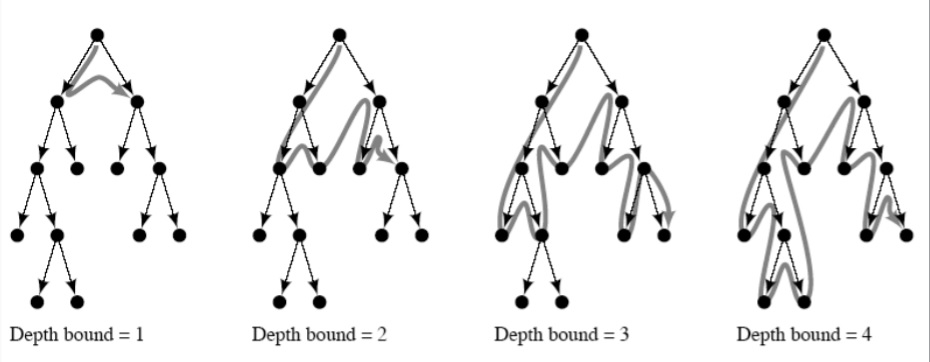 Depth bound = 1
Depth bound = 2
Depth bound = 3
Depth bound = 4